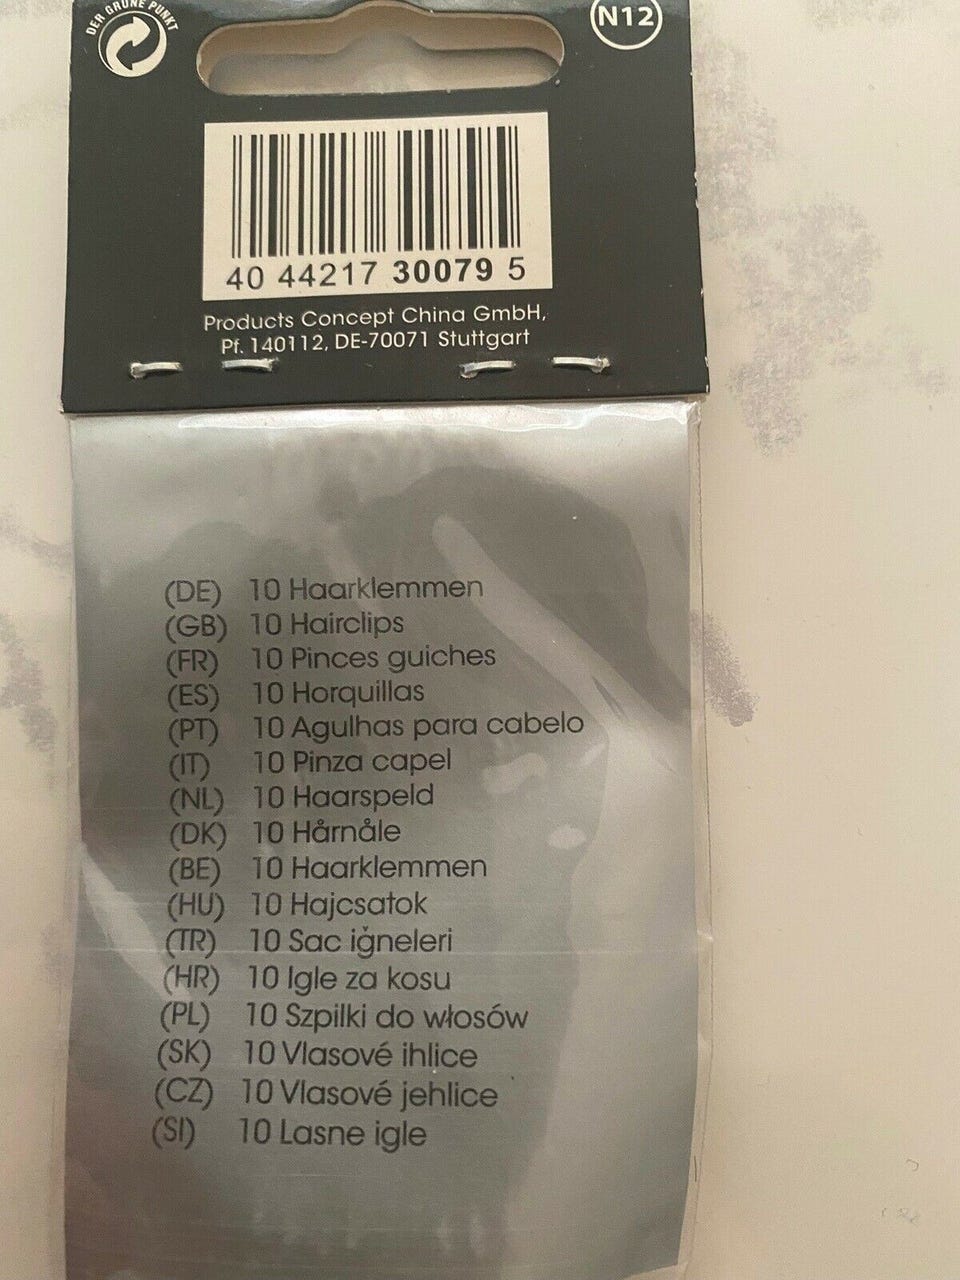 DER GRÜNE PUNKT
N12
40 44217 30079 5
Products Concept China GmbH,
Pf. 140112, DE-70071 Stuttgart
(DE) 10 Haarklemmen
(GB) 10 Hairclips
(FR) 10 Pinces guiches
(ES) 10 Horquillas
(PT) 10 Agulhas para cabelo
(IT) 10 Pinza capel
(NL) 10 Haarspeld
(DK) 10 Hårnåle
(BE) 10 Haarklemmen
(HU) 10 Hajcsatok
(TR) 10 Sac iğneleri
(HR) 10 Igle za kosu
(PL) 10 Szpilki do włosów
(SK) 10 Vlasové ihlice
(CZ) 10 Vlasové jehlice
(SI) 10 Lasne igle